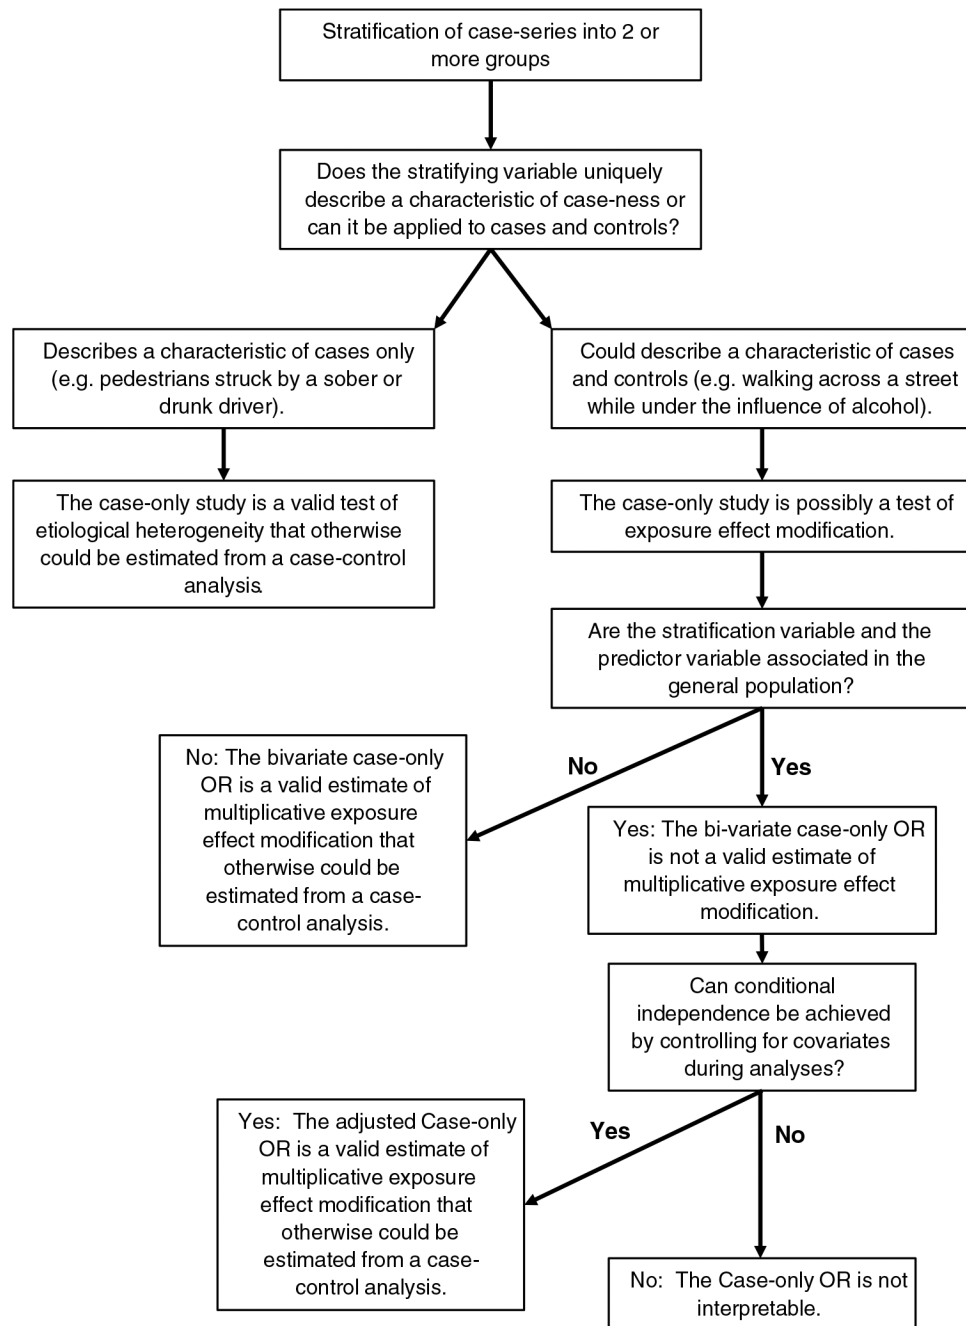 Stratification of case-series into 2 or
more groups
Does the stratifying variable uniquely
describe a characteristic of case-ness or
can it be applied to cases and controls?
Describes a characteristic of cases only
(e.g. pedestrians struck by a sober or
drunk driver).
Could describe a characteristic of cases
and controls (e.g. walking across a street
while under the influence of alcohol).
The case-only study is a valid test of
etiological heterogeneity that otherwise
could be estimated from a case-control
analysis.
The case-only study is possibly a test of
exposure effect modification.
Are the stratification variable and the
predictor variable associated in the
general population?
No
Yes
No: The bivariate case-only
OR is a valid estimate of
multiplicative exposure
effect modification that
otherwise could be
estimated from a case-
control analysis.
Yes: The bi-variate case-only OR
is not a valid estimate of
multiplicative exposure effect
modification.
Can conditional
independence be achieved
by controlling for covariates
during analyses?
Yes
No
Yes: The adjusted Case-only
OR is a valid estimate of
multiplicative exposure
effect modification that
otherwise could be
estimated from a case-
control analysis.
No: The Case-only OR is not
interpretable.